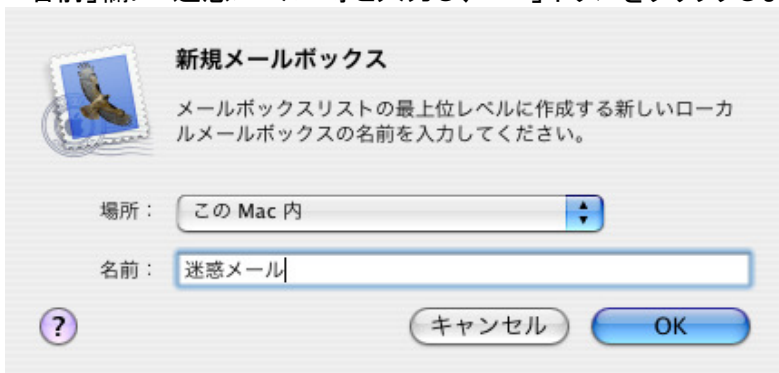 新規メールボックス
メールボックスリストの最上位レベルに作成する新しいローカ
ルメールボックスの名前を入力してください。
場所： この Mac 内
名前： 迷惑メール
? キャンセル OK